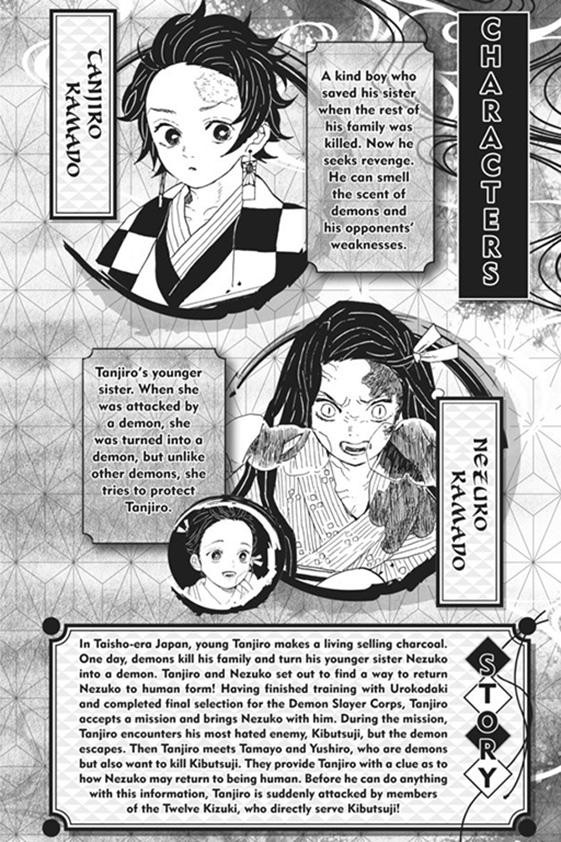 CHARACTERS
TANJIRO
KAMADO
A kind boy who
saved his sister
when the rest of
his family was
killed. Now he
seeks revenge.
He can smell
the scent of
demons and
his opponents'
weaknesses.
Tanjiro's younger
sister. When she
was attacked by
a demon, she
was turned into a
demon, but unlike
other demons, she
tries to protect
Tanjiro.
NEZUKO
KAMADO
STORY
In Taisho-era Japan, young Tanjiro makes a living selling charcoal.
One day, demons kill his family and turn his younger sister Nezuko
into a demon. Tanjiro and Nezuko set out to find a way to return
Nezuko to human form! Having finished training with Urokodaki
and completed final selection for the Demon Slayer Corps, Tanjiro
accepts a mission and brings Nezuko with him. During the mission,
Tanjiro encounters his most hated enemy, Kibutsuji, but the demon
escapes. Then Tanjiro meets Tamayo and Yushiro, who are demons
but also want to kill Kibutsuji. They provide Tanjiro with a clue as to
how Nezuko may return to being human. Before he can do anything
with this information, Tanjiro is suddenly attacked by members
of the Twelve Kizuki, who directly serve Kibutsuji!